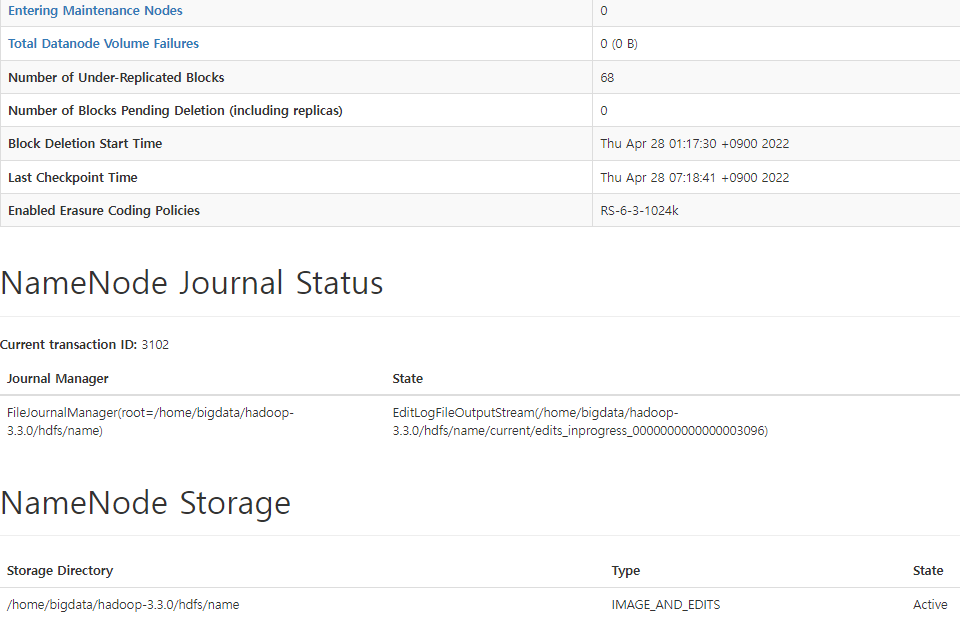 Entering Maintenance Nodes 0
Total Datanode Volume Failures 0 (0 B)
Number of Under-Replicated Blocks 68
Number of Blocks Pending Deletion (including replicas) 0
Block Deletion Start Time Thu Apr 28 01:17:30 +0900 2022
Last Checkpoint Time Thu Apr 28 07:18:41 +0900 2022
Enabled Erasure Coding Policies RS-6-3-1024k
NameNode Journal Status
Current transaction ID: 3102
Journal Manager State
FileJournalManager(root=/home/bigdata/hadoop- EditLogFileOutputStream(/home/bigdata/hadoop-
3.3.0/hdfs/name) 3.3.0/hdfs/name/current/edits_inprogress_0000000000000003096)
NameNode Storage
Storage Directory Type State
/home/bigdata/hadoop-3.3.0/hdfs/name IMAGE_AND_EDITS Active